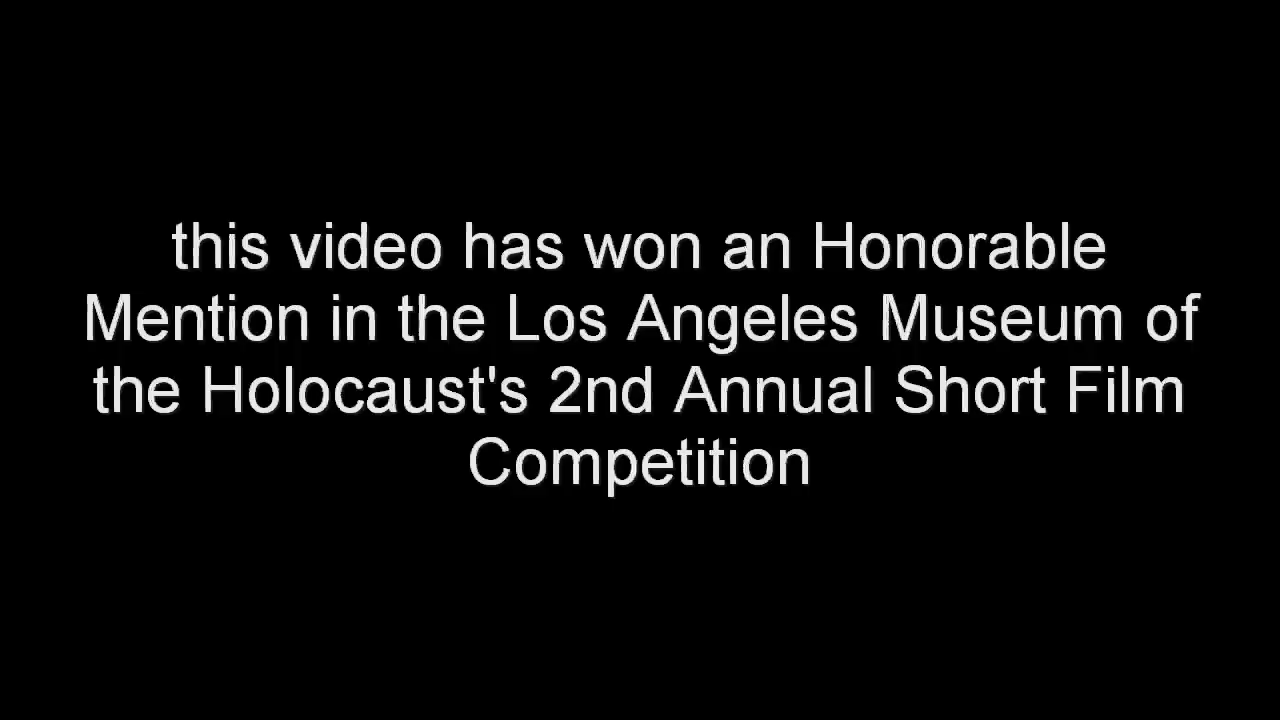 this video has won an Honorable
Mention in the Los Angeles Museum of
the Holocaust's 2nd Annual Short Film
Competition